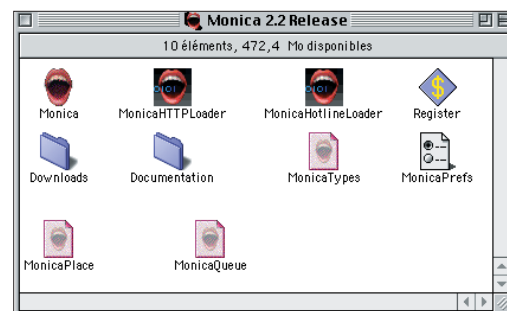 Monica 2.2 Release
10 éléments, 472,4 Mo disponibles
Monica MonicaHTTPLoader MonicaHotlineLoader Register
Downloads Documentation MonicaTypes MonicaPrefs
MonicaPlace MonicaQueue